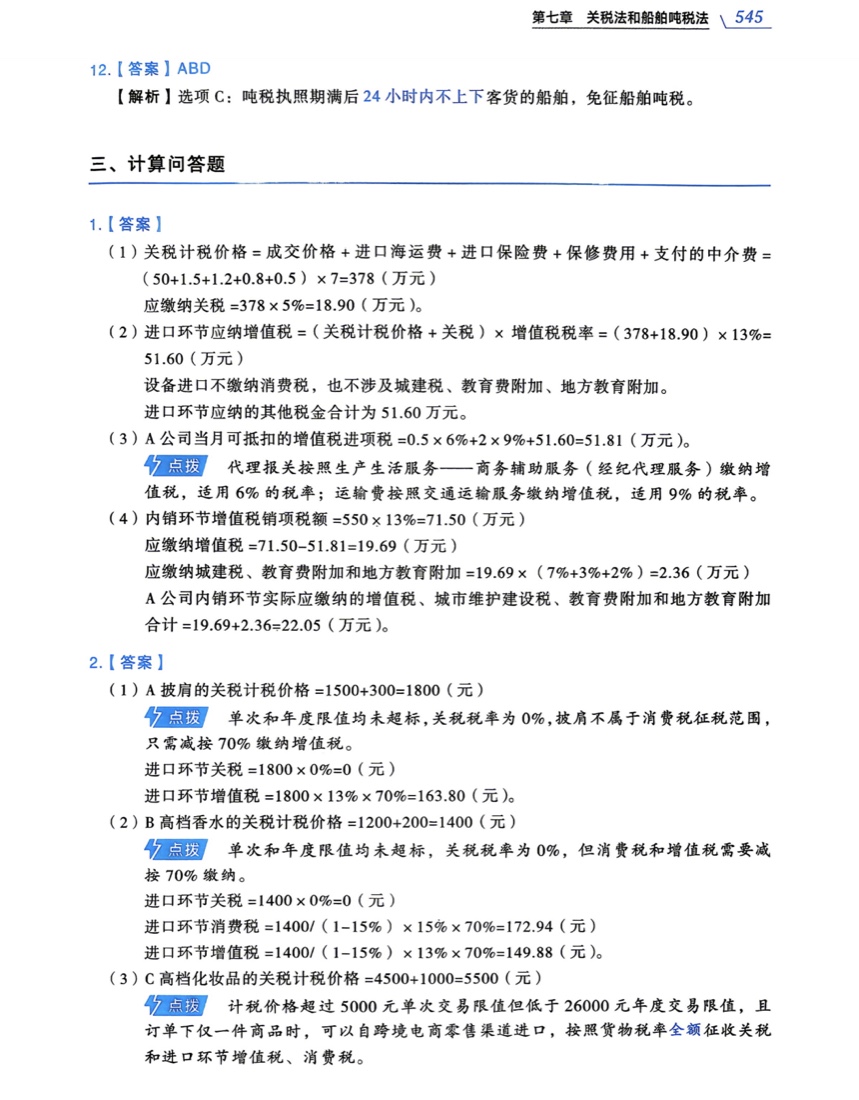 第七章 关税法和船舶吨税法 545
12.【答案】ABD
【解析】选项 C：吨税执照期满后 24 小时内不上下客货的船舶，免征船舶吨税。
三、计算问答题
1.【答案】
（1）关税计税价格 = 成交价格 + 进口海运费 + 进口保险费 + 保修费用 + 支付的中介费 =
（50+1.5+1.2+0.8+0.5）×7=378（万元）
应缴纳关税 =378×5%=18.90（万元）。
（2）进口环节应纳增值税 =（关税计税价格 + 关税）× 增值税税率 =（378+18.90）×13%=
51.60（万元）
设备进口不缴纳消费税，也不涉及城建税、教育费附加、地方教育附加。
进口环节应纳的其他税金合计为 51.60 万元。
（3）A 公司当月可抵扣的增值税进项税 =0.5×6%+2×9%+51.60=51.81（万元）。
点拨 代理报关按照生产生活服务——商务辅助服务（经纪代理服务）缴纳增
值税，适用 6% 的税率；运输费按照交通运输服务缴纳增值税，适用 9% 的税率。
（4）内销环节增值税销项税额 =550×13%=71.50（万元）
应缴纳增值税 =71.50-51.81=19.69（万元）
应缴纳城建税、教育费附加和地方教育附加 =19.69×（7%+3%+2%）=2.36（万元）
A 公司内销环节实际应缴纳的增值税、城市维护建设税、教育费附加和地方教育附加
合计 =19.69+2.36=22.05（万元）。
2.【答案】
（1）A 披肩的关税计税价格 =1500+300=1800（元）
点拨 单次和年度限值均未超标，关税税率为 0%，披肩不属于消费税征税范围，
只需减按 70% 缴纳增值税。
进口环节关税 =1800×0%=0（元）
进口环节增值税 =1800×13%×70%=163.80（元）。
（2）B 高档香水的关税计税价格 =1200+200=1400（元）
点拨 单次和年度限值均未超标，关税税率为 0%，但消费税和增值税需要减
按 70% 缴纳。
进口环节关税 =1400×0%=0（元）
进口环节消费税 =1400/（1-15%）×15%×70%=172.94（元）
进口环节增值税 =1400/（1-15%）×13%×70%=149.88（元）。
（3）C 高档化妆品的关税计税价格 =4500+1000=5500（元）
点拨 计税价格超过 5000 元单次交易限值但低于 26000 元年度交易限值，且
订单下仅一件商品时，可以自跨境电商零售渠道进口，按照货物税率全额征收关税
和进口环节增值税、消费税。